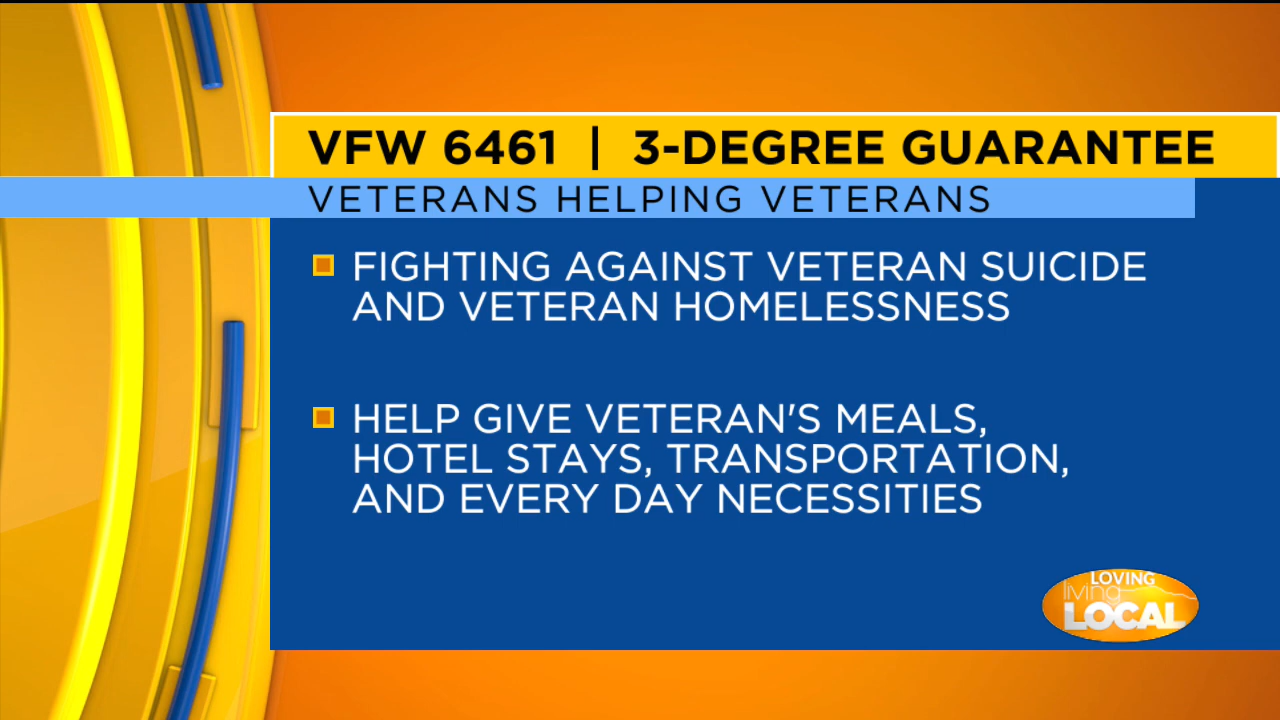 VFW 6461 | 3-DEGREE GUARANTEE
VETERANS HELPING VETERANS
FIGHTING AGAINST VETERAN SUICIDE
AND VETERAN HOMELESSNESS
HELP GIVE VETERAN'S MEALS,
HOTEL STAYS, TRANSPORTATION,
AND EVERY DAY NECESSITIES
LOVING
living
LOCAL